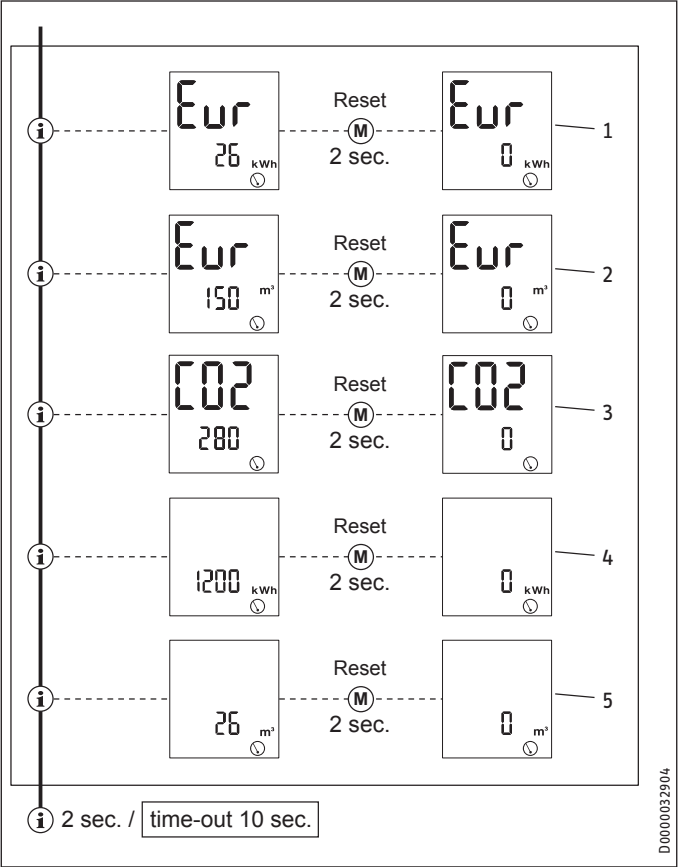 Reset
i Eur 26 kWh M Eur 0 kWh 1
2 sec.
Reset
i Eur 150 m³ M Eur 0 m³ 2
2 sec.
Reset
i CO2 280 M CO2 0 3
2 sec.
Reset
i 1200 kWh M 0 kWh 4
2 sec.
Reset
i 26 m³ M 0 m³ 5
2 sec.
i 2 sec. / time-out 10 sec.
D0000032904